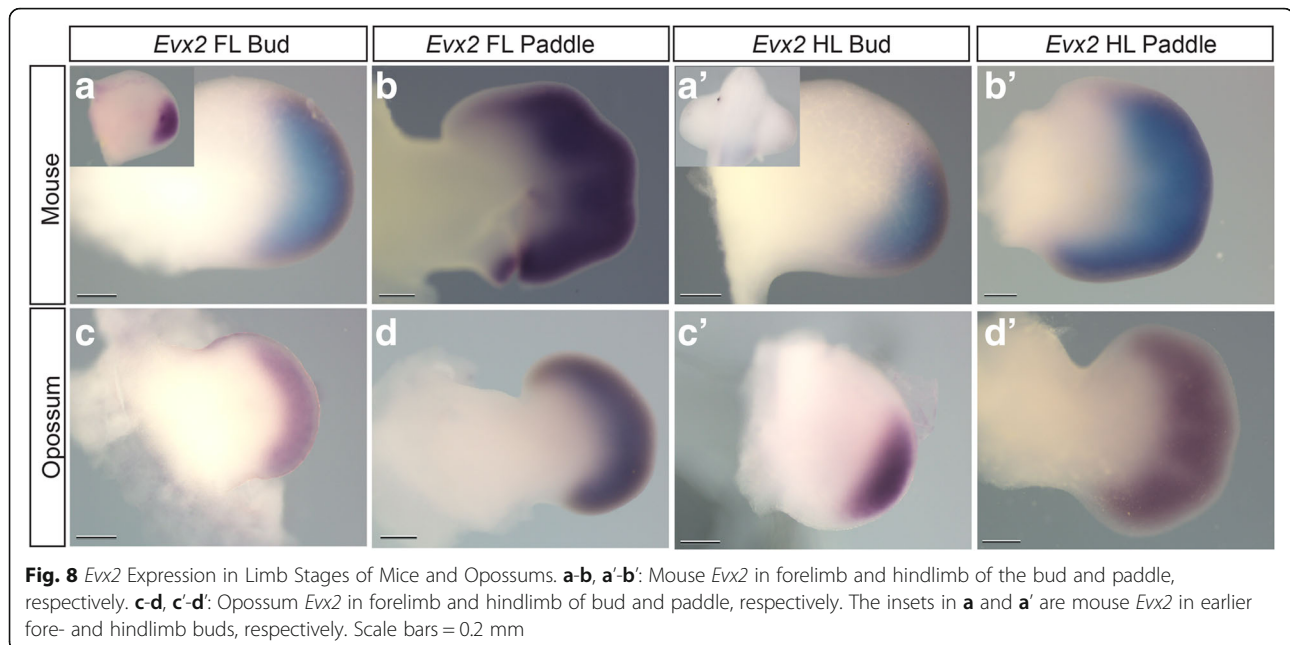 Evx2 FL Bud
Evx2 FL Paddle
Evx2 HL Bud
Evx2 HL Paddle
Mouse
a
b
a'
b'
Opossum
c
d
c'
d'
Fig. 8 Evx2 Expression in Limb Stages of Mice and Opossums. a-b, a'-b': Mouse Evx2 in forelimb and hindlimb of the bud and paddle,
respectively. c-d, c'-d': Opossum Evx2 in forelimb and hindlimb of bud and paddle, respectively. The insets in a and a' are mouse Evx2 in earlier
fore- and hindlimb buds, respectively. Scale bars = 0.2 mm